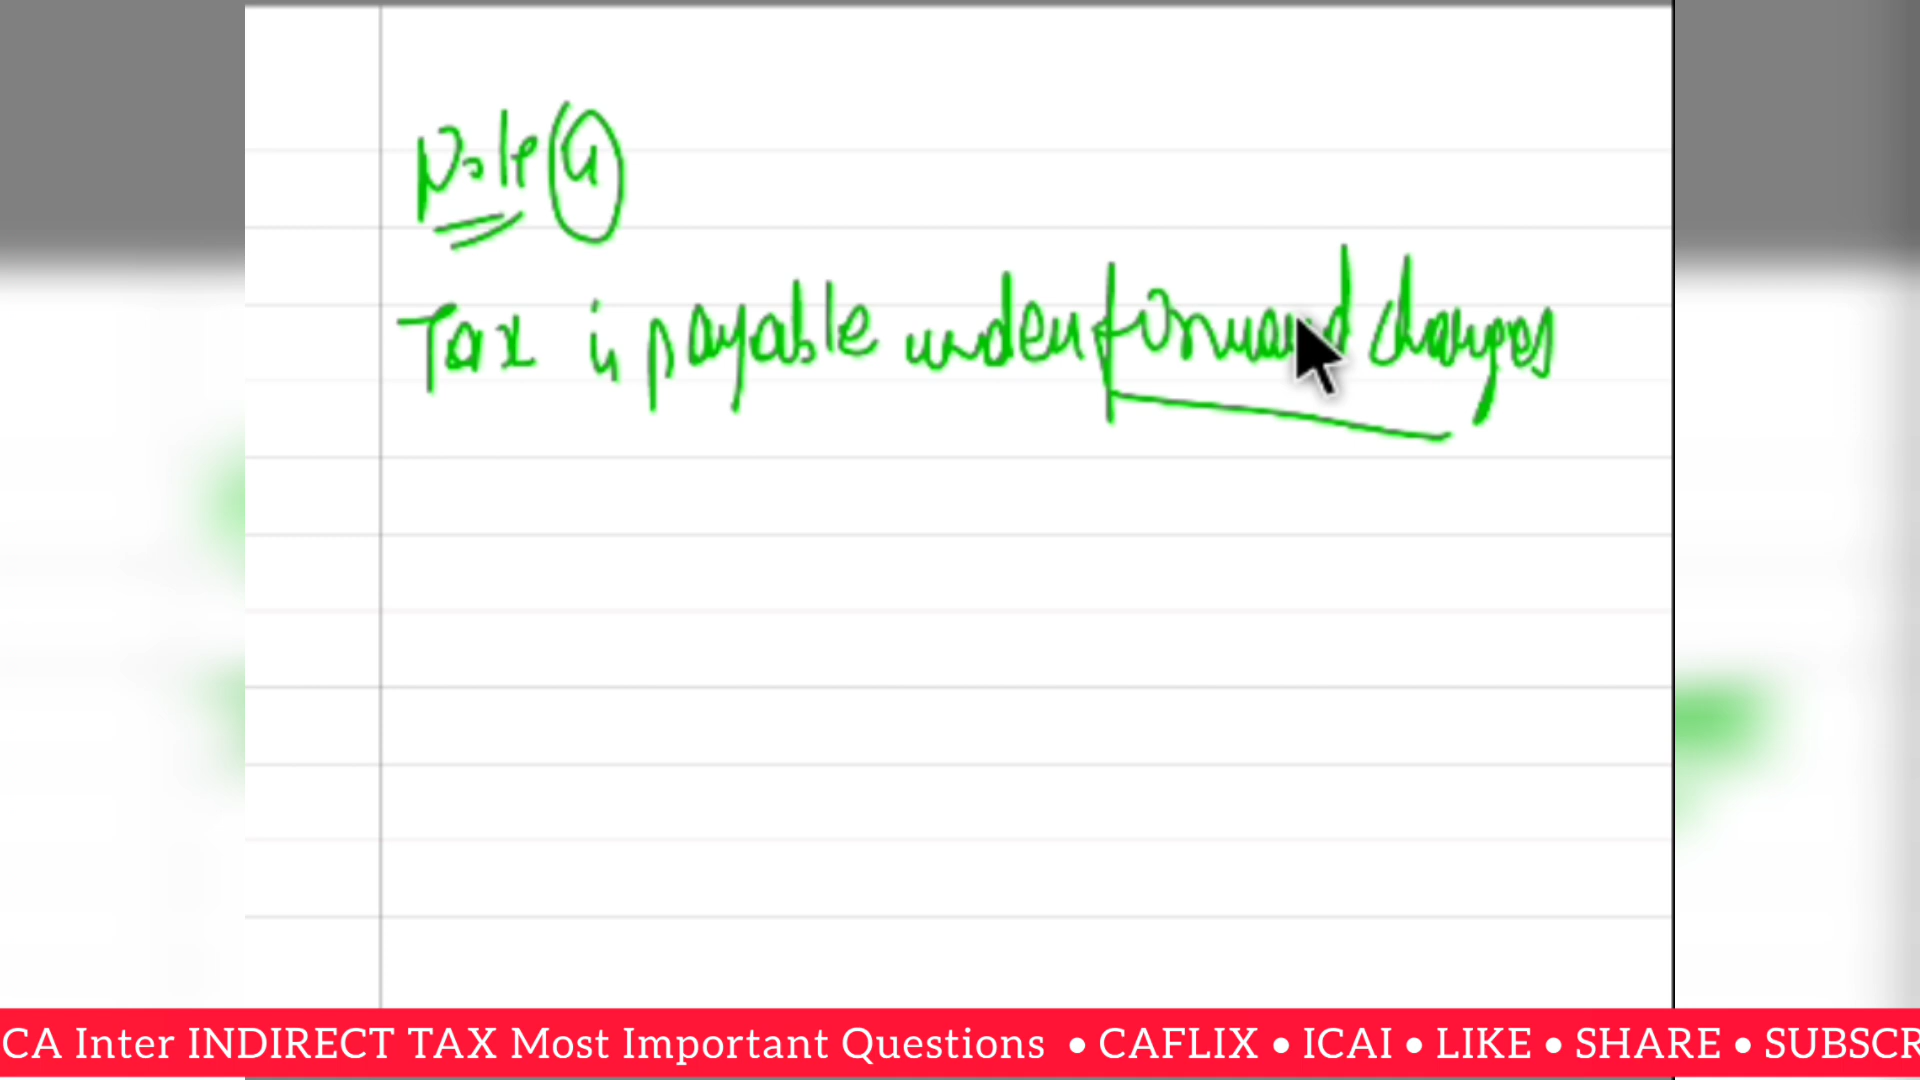 Note (G)
Tax is payable under forward charges
CA Inter INDIRECT TAX Most Important Questions • CAFLIX • ICAI • LIKE • SHARE • SUBSCR